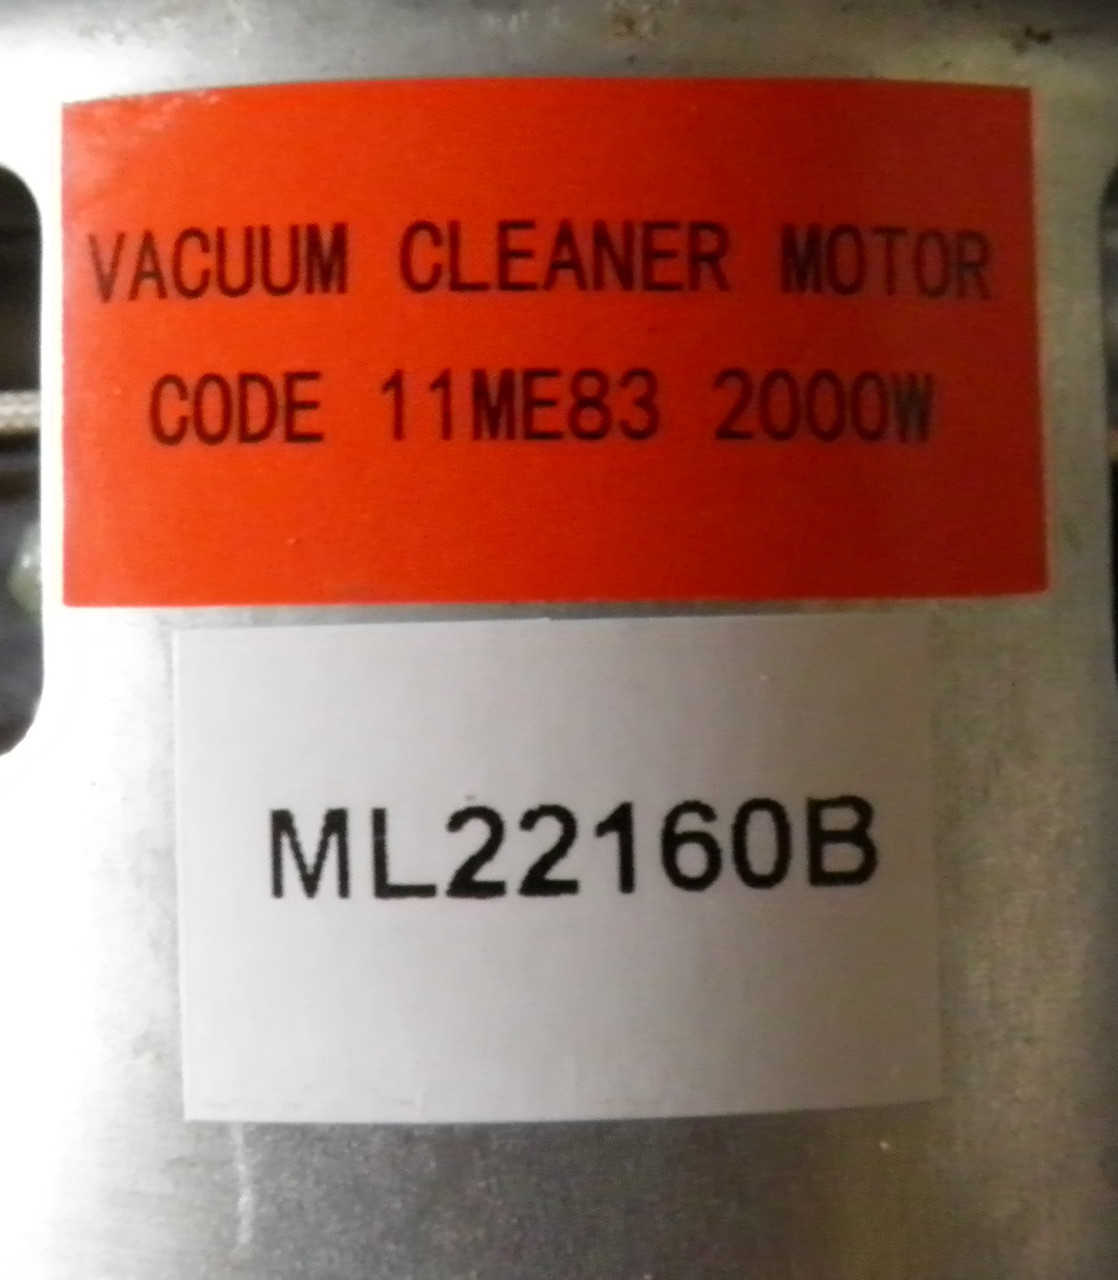 VACUUM CLEANER MOTOR
CODE 11ME83 2000W
ML22160B